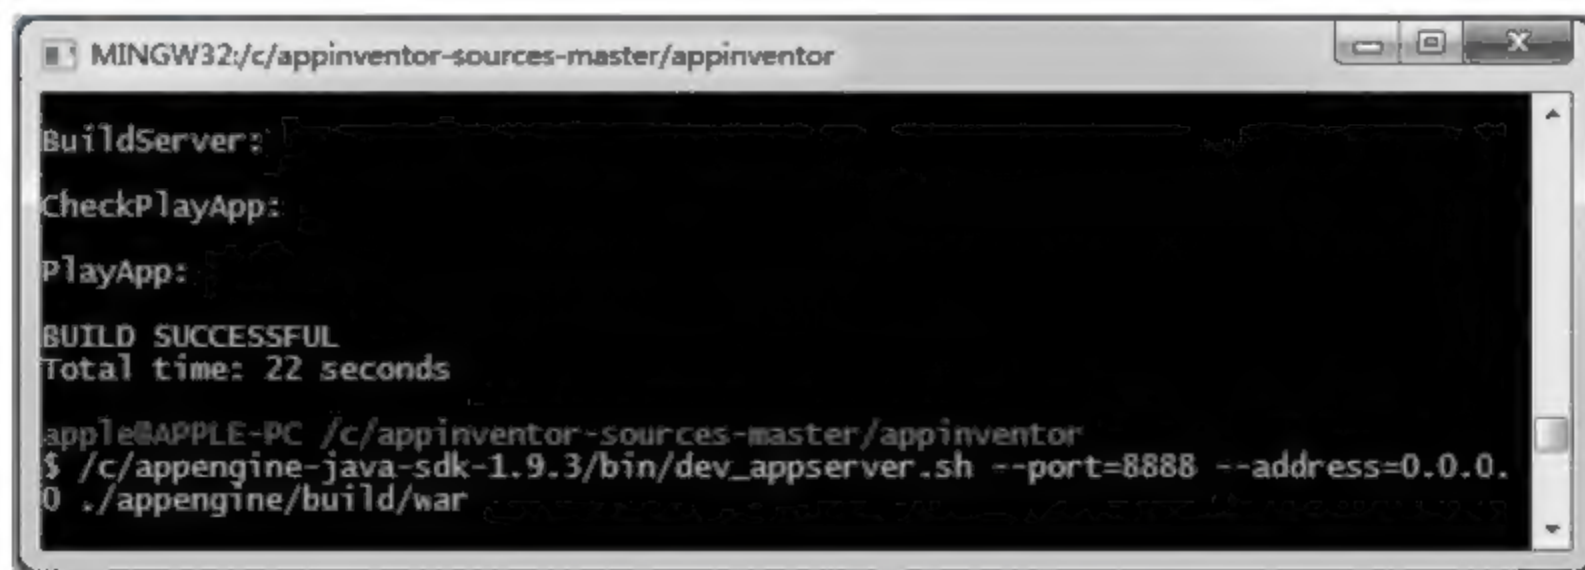 MINGW32:/c/appinventor-sources-master/appinventor
BuildServer:
CheckPlayApp:
PlayApp:
BUILD SUCCESSFUL
Total time: 22 seconds
apple@APPLE-PC /c/appinventor-sources-master/appinventor
$ /c/appengine-java-sdk-1.9.3/bin/dev_appserver.sh --port=8888 --address=0.0.0.
0 ./appengine/build/war